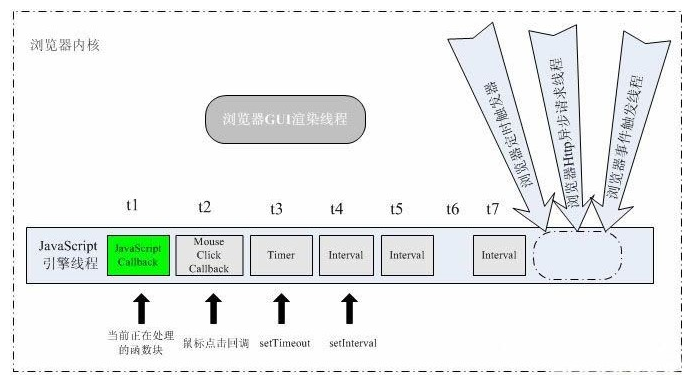 浏览器内核
浏览器GUI渲染线程
浏览器定时触发器
浏览器Http异步请求线程
浏览器事件触发线程
t1
t2
t3
t4
t5
t6
t7
JavaScript
引擎线程
JavaScript
Callback
Mouse
Click
Callback
Timer
Interval
Interval
Interval
当前正在处理
的函数块
鼠标点击回调
setTimeout
setInterval